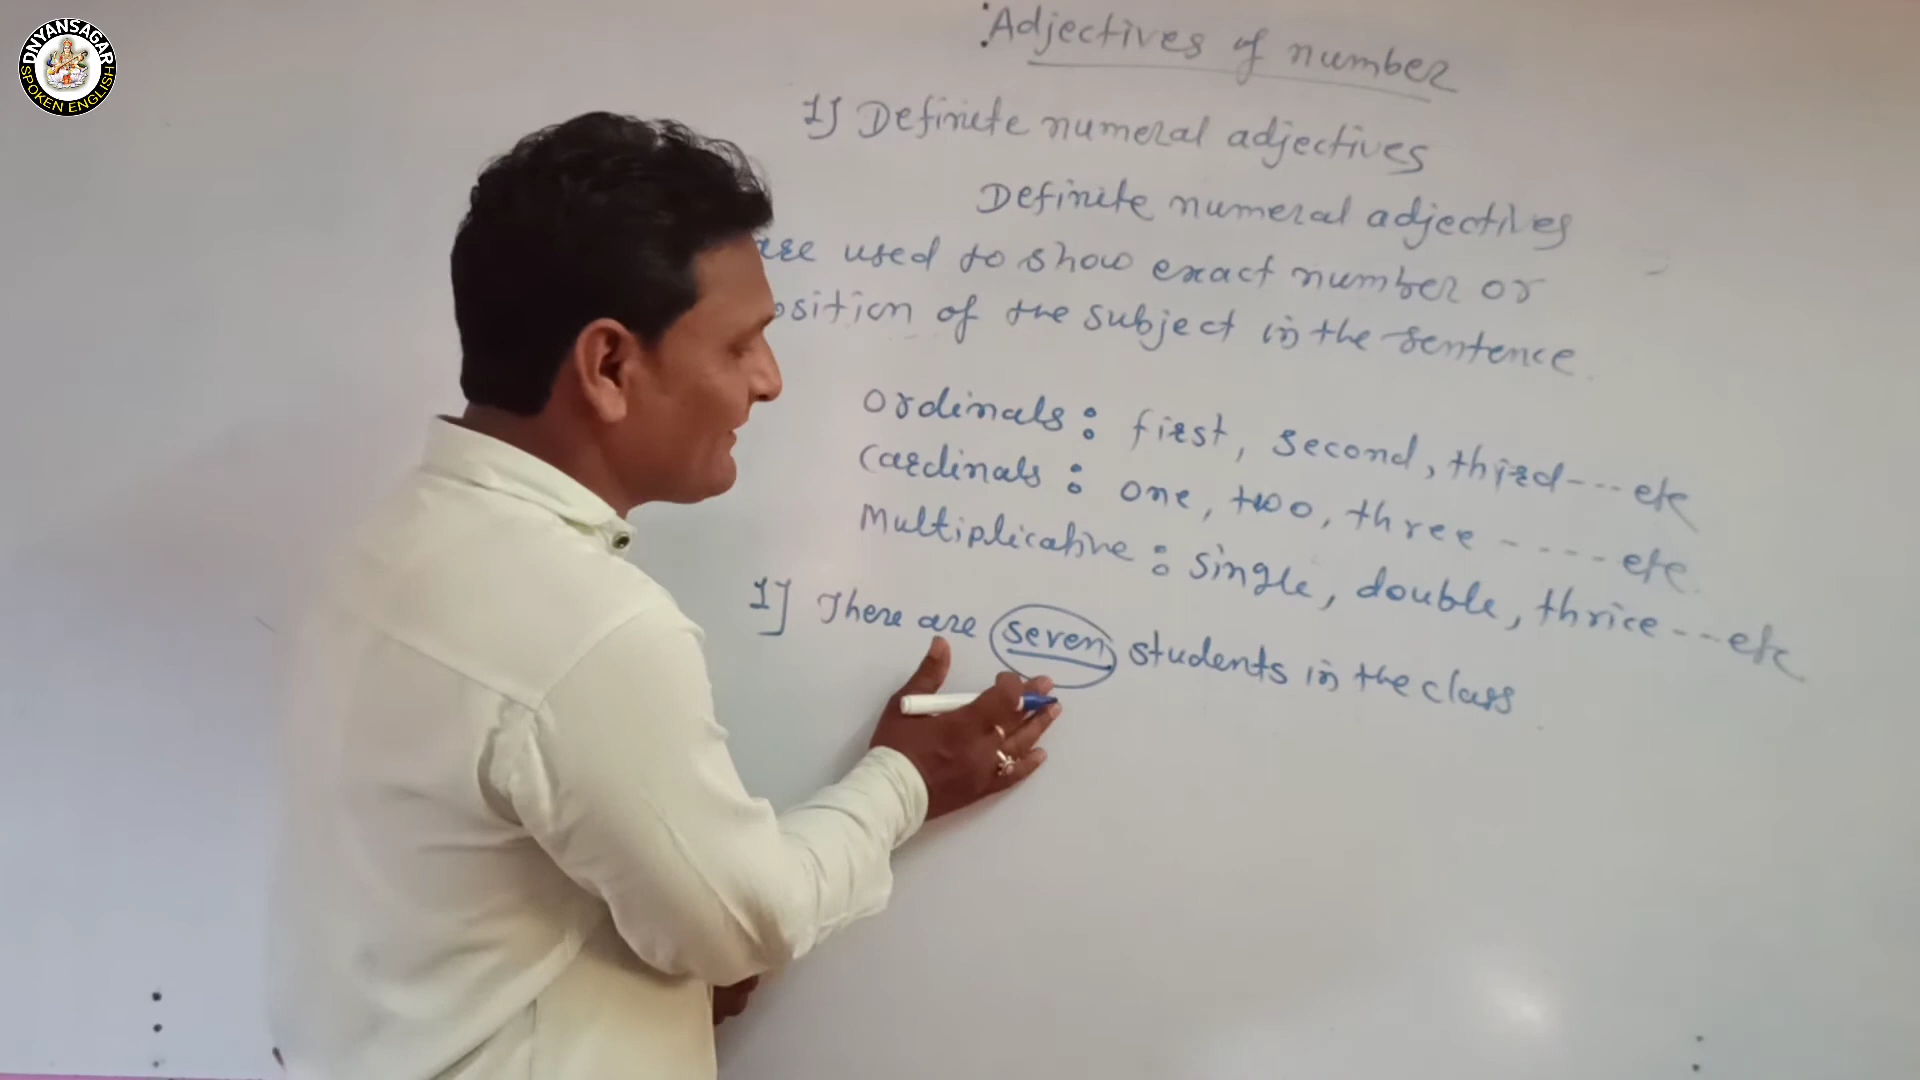 DNYANSAGAR
SPOKEN ENGLISH
:Adjectives of number
1] Definite numeral adjectives
Definite numeral adjectives
are used to show exact number or
osition of the subject in the sentence.
Ordinals : first, second, third---etc
Cardinals : one, two, three ----- etc.
Multiplicative : single, double, thrice---etc
1] There are seven students in the class.